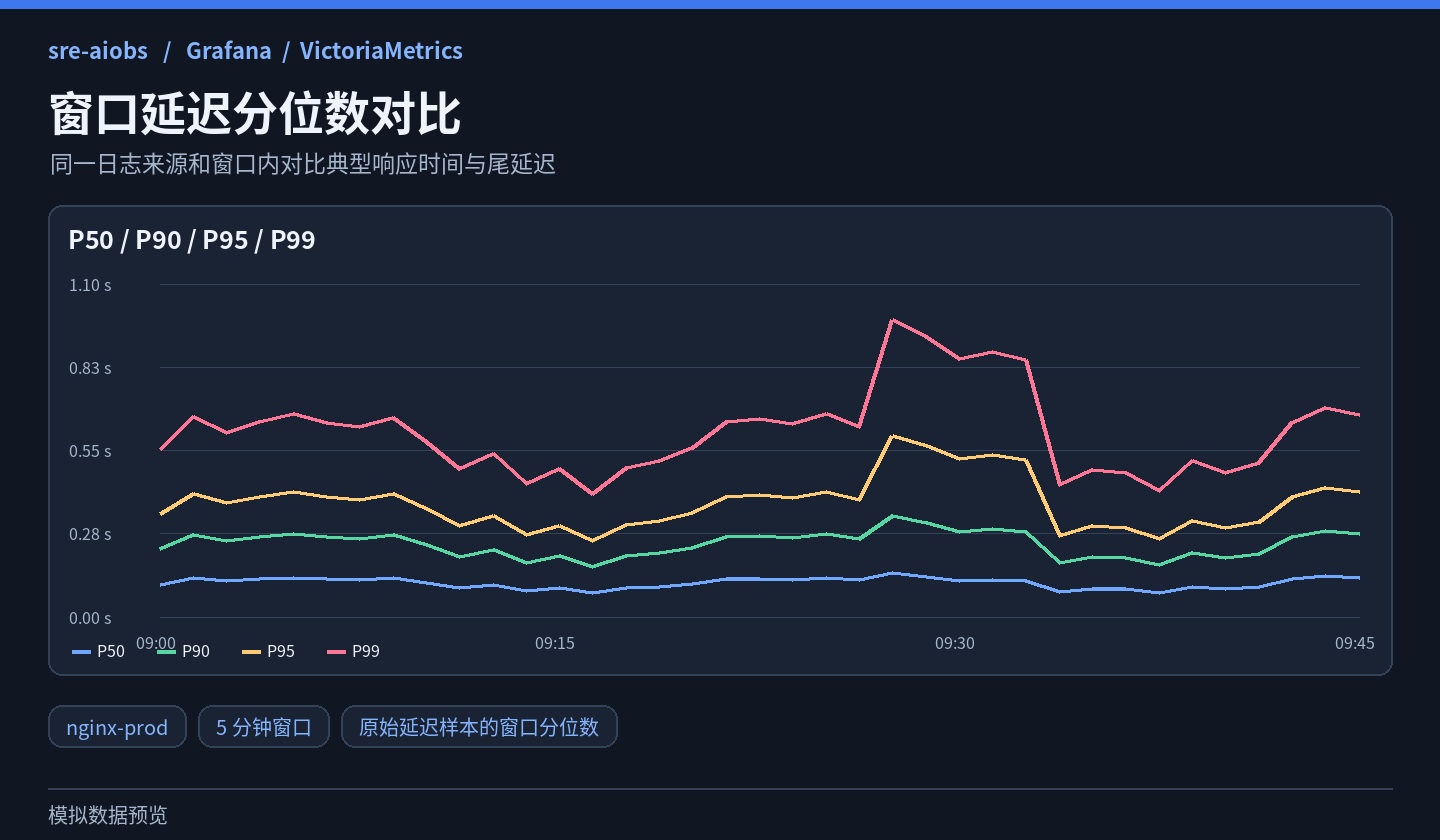 sre-aiobs / Grafana / VictoriaMetrics
窗口延迟分位数对比
同一日志来源和窗口内对比典型响应时间与尾延迟
P50 / P90 / P95 / P99
1.10 s
0.83 s
0.55 s
0.28 s
0.00 s
09:00 09:15 09:30 09:45
P50 P90 P95 P99
nginx-prod 5 分钟窗口 原始延迟样本的窗口分位数
模拟数据预览